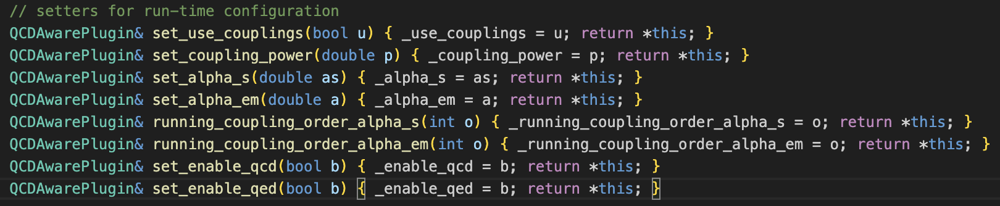 // setters for run-time configuration
QCDAwarePlugin& set_use_couplings(bool u) { _use_couplings = u; return *this; }
QCDAwarePlugin& set_coupling_power(double p) { _coupling_power = p; return *this; }
QCDAwarePlugin& set_alpha_s(double as) { _alpha_s = as; return *this; }
QCDAwarePlugin& set_alpha_em(double a) { _alpha_em = a; return *this; }
QCDAwarePlugin& running_coupling_order_alpha_s(int o) { _running_coupling_order_alpha_s = o; return *this; }
QCDAwarePlugin& running_coupling_order_alpha_em(int o) { _running_coupling_order_alpha_em = o; return *this; }
QCDAwarePlugin& set_enable_qcd(bool b) { _enable_qcd = b; return *this; }
QCDAwarePlugin& set_enable_qed(bool b) { _enable_qed = b; return *this; }